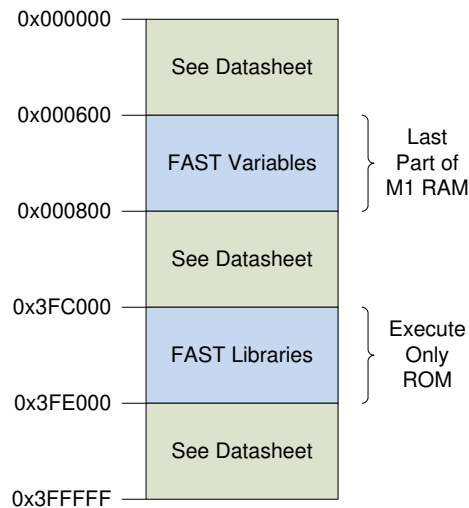 0x000000
See Datasheet
0x000600
FAST Variables
Last
Part of
M1 RAM
0x000800
See Datasheet
0x3FC000
FAST Libraries
Execute
Only
ROM
0x3FE000
See Datasheet
0x3FFFFF